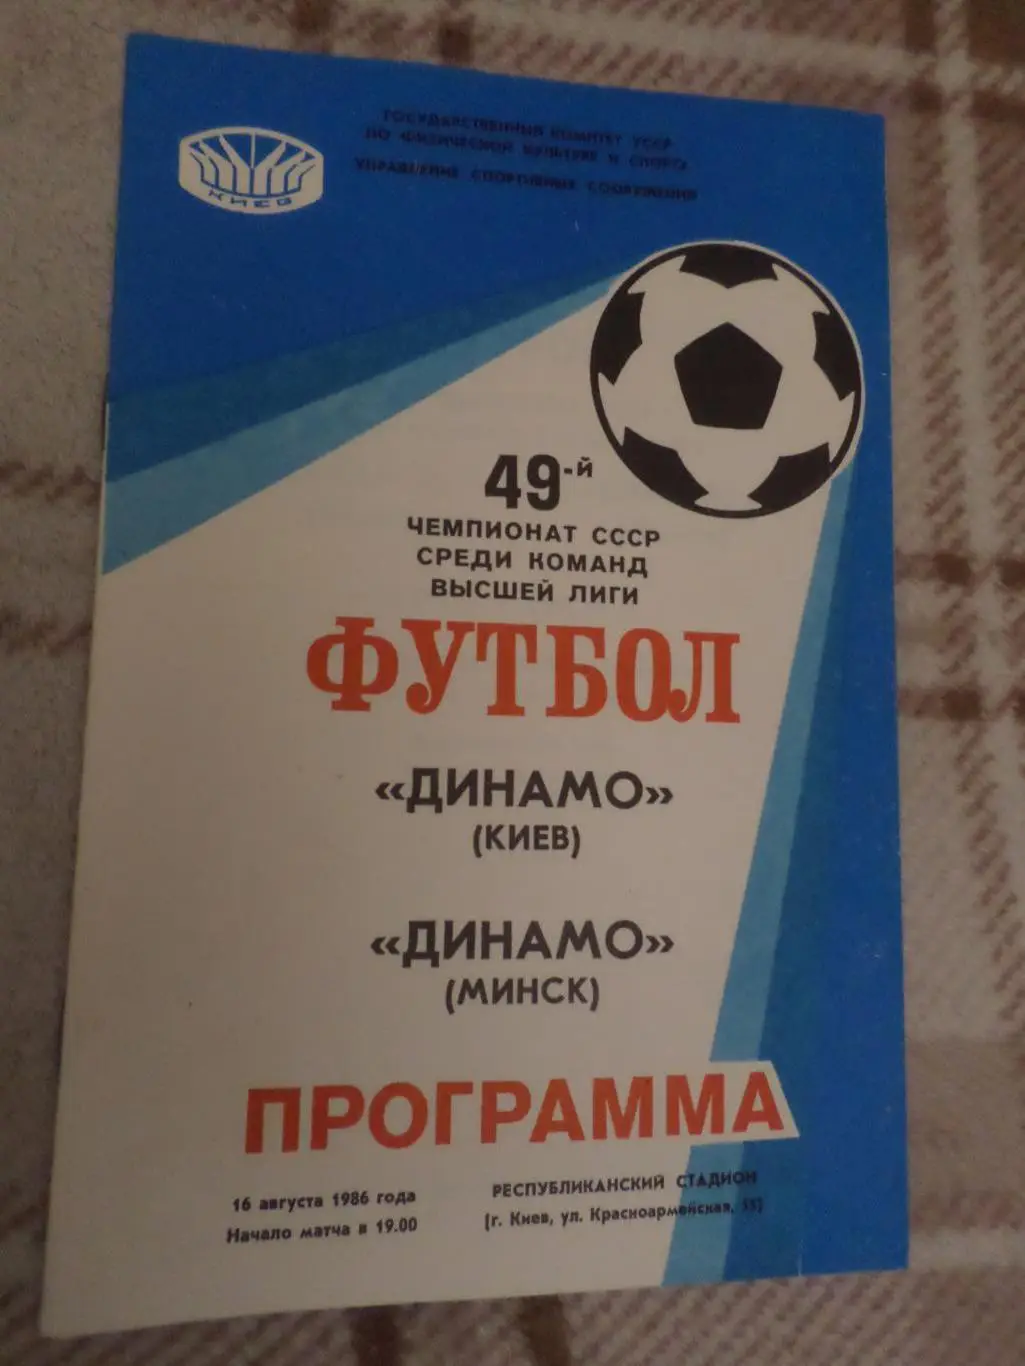 КИЕВ
ГОСУДАРСТВЕННЫЙ КОМИТЕТ УССР
ПО ФИЗИЧЕСКОЙ КУЛЬТУРЕ И СПОРТУ
УПРАВЛЕНИЕ СПОРТИВНЫХ СООРУЖЕНИЙ
49-й
ЧЕМПИОНАТ СССР
СРЕДИ КОМАНД
ВЫСШЕЙ ЛИГИ
ФУТБОЛ
«ДИНАМО»
(КИЕВ)
«ДИНАМО»
(МИНСК)
ПРОГРАММА
16 августа 1986 года
Начало матча в 19.00
РЕСПУБЛИКАНСКИЙ СТАДИОН
(г. Киев, ул. Красноармейская, 55)